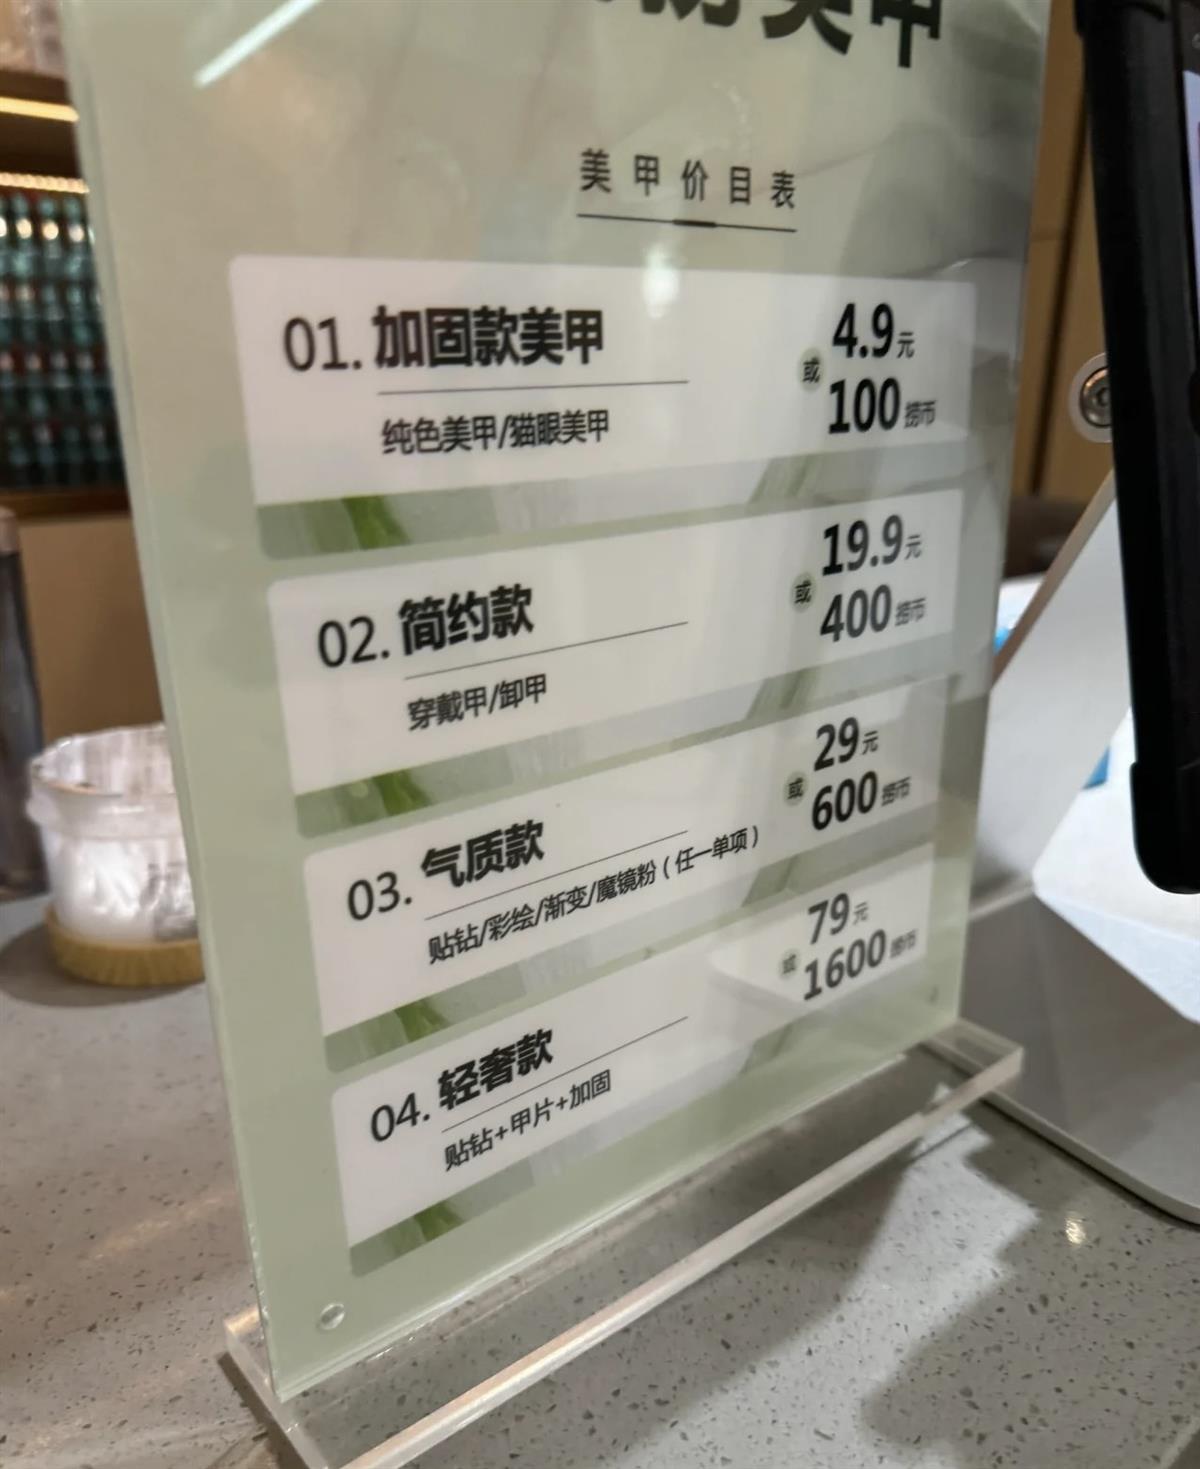 美甲
美甲价目表
01. 加固款美甲
纯色美甲/猫眼美甲
4.9元
或
100捞币
02. 简约款
穿戴甲/卸甲
19.9元
或
400捞币
03. 气质款
贴钻/彩绘/渐变/魔镜粉（任一单项）
29元
或
600捞币
04. 轻奢款
贴钻+甲片+加固
79元
或
1600捞币